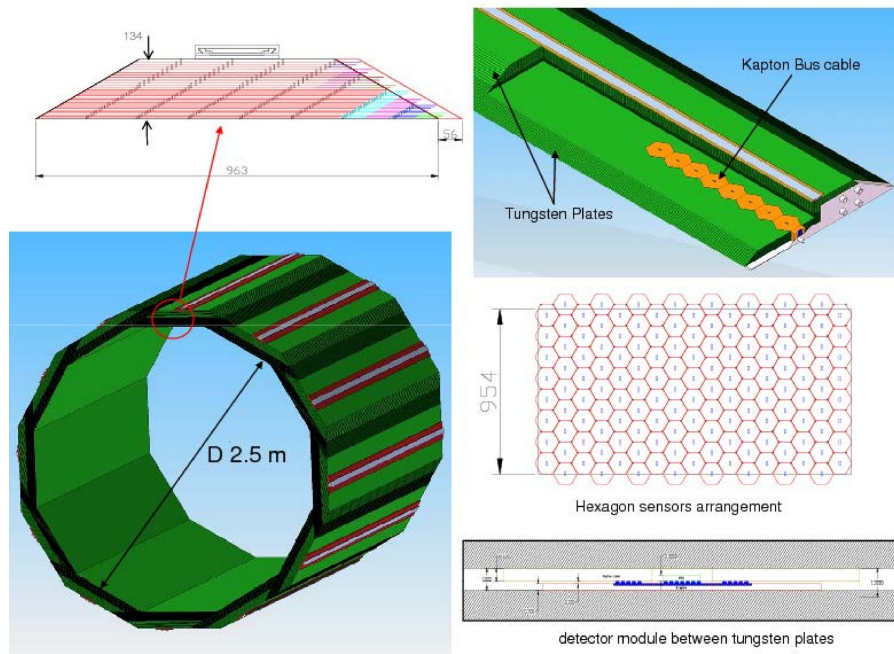 134
56
963
Kapton Bus cable
Tungsten Plates
D 2.5 m
954
Hexagon sensors arrangement
detector module between tungsten plates